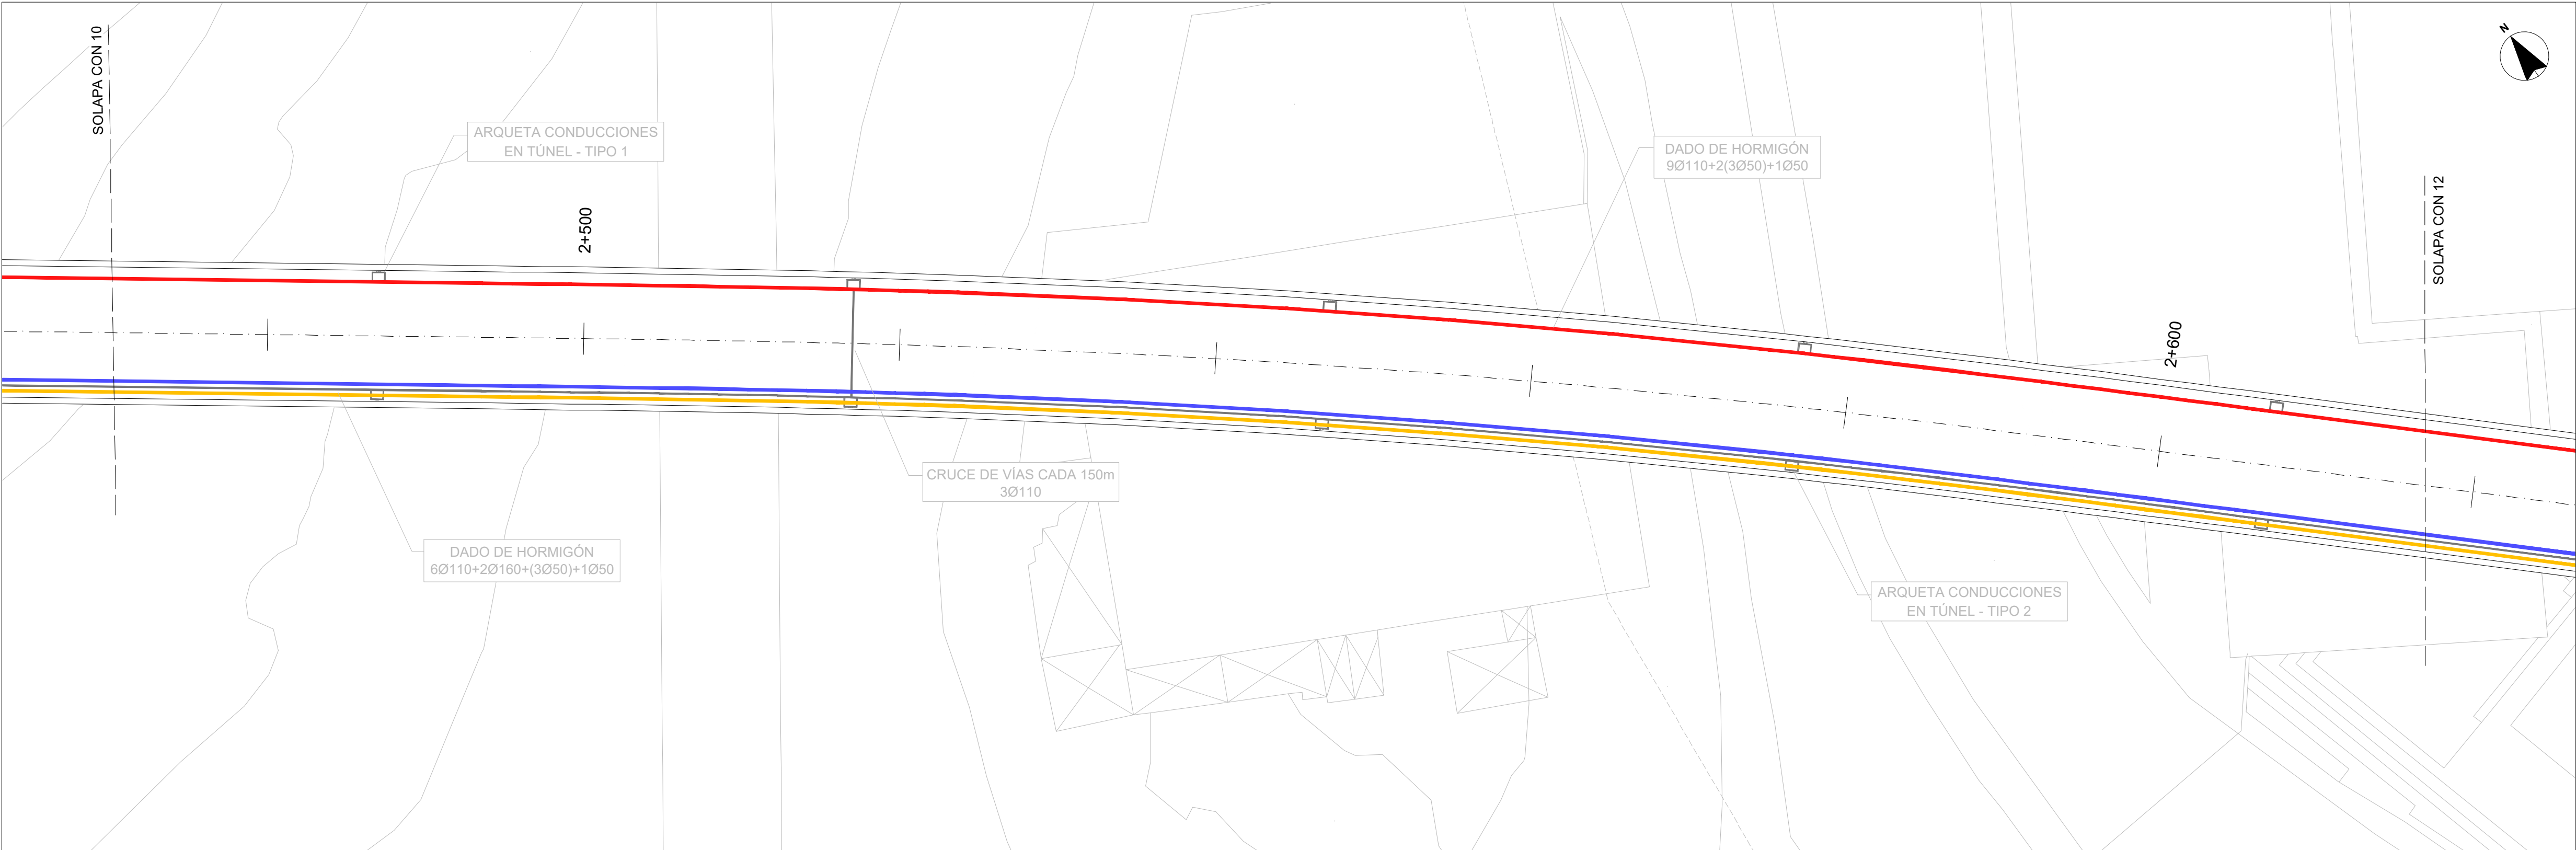 SOLAPA CON 10
N
ARQUETA CONDUCCIONES
EN TÚNEL - TIPO 1
DADO DE HORMIGÓN
9Ø110+2(3Ø50)+1Ø50
SOLAPA CON 12
2+500
2+600
CRUCE DE VÍAS CADA 150m
3Ø110
DADO DE HORMIGÓN
6Ø110+2Ø160+(3Ø50)+1Ø50
ARQUETA CONDUCCIONES
EN TÚNEL - TIPO 2